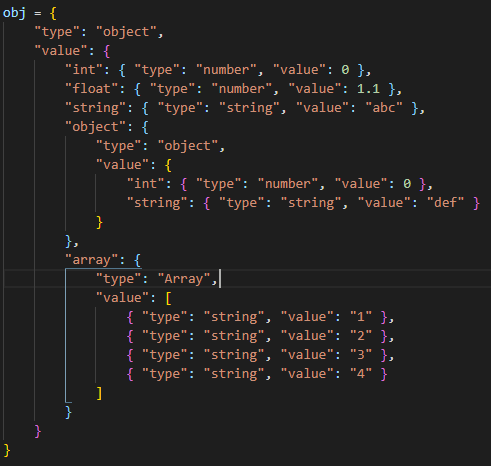 obj = {
    "type": "object",
    "value": {
        "int": { "type": "number", "value": 0 },
        "float": { "type": "number", "value": 1.1 },
        "string": { "type": "string", "value": "abc" },
        "object": {
            "type": "object",
            "value": {
                "int": { "type": "number", "value": 0 },
                "string": { "type": "string", "value": "def" }
            }
        },
        "array": {
            "type": "Array",
            "value": [
                { "type": "string", "value": "1" },
                { "type": "string", "value": "2" },
                { "type": "string", "value": "3" },
                { "type": "string", "value": "4" }
            ]
        }
    }
}